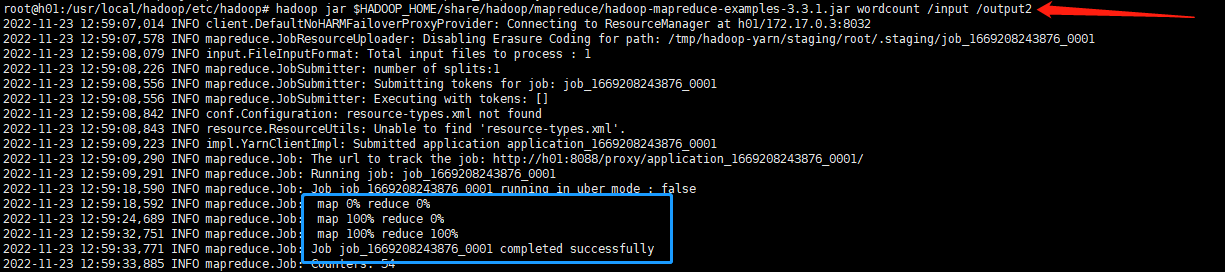 root@h01:/usr/local/hadoop/etc/hadoop# hadoop jar $HADOOP_HOME/share/hadoop/mapreduce/hadoop-mapreduce-examples-3.3.1.jar wordcount /input /output2
2022-11-23 12:59:07,014 INFO client.DefaultNoHARMFailoverProxyProvider: Connecting to ResourceManager at h01/172.17.0.3:8032
2022-11-23 12:59:07,578 INFO mapreduce.JobResourceUploader: Disabling Erasure Coding for path: /tmp/hadoop-yarn/staging/root/.staging/job_1669208243876_0001
2022-11-23 12:59:08,079 INFO input.FileInputFormat: Total input files to process : 1
2022-11-23 12:59:08,226 INFO mapreduce.JobSubmitter: number of splits:1
2022-11-23 12:59:08,556 INFO mapreduce.JobSubmitter: Submitting tokens for job: job_1669208243876_0001
2022-11-23 12:59:08,556 INFO mapreduce.JobSubmitter: Executing with tokens: []
2022-11-23 12:59:08,842 INFO conf.Configuration: resource-types.xml not found
2022-11-23 12:59:08,843 INFO resource.ResourceUtils: Unable to find 'resource-types.xml'.
2022-11-23 12:59:09,223 INFO impl.YarnClientImpl: Submitted application application_1669208243876_0001
2022-11-23 12:59:09,290 INFO mapreduce.Job: The url to track the job: http://h01:8088/proxy/application_1669208243876_0001/
2022-11-23 12:59:09,291 INFO mapreduce.Job: Running job: job_1669208243876_0001
2022-11-23 12:59:18,590 INFO mapreduce.Job: Job job_1669208243876_0001 running in uber mode : false
2022-11-23 12:59:18,592 INFO mapreduce.Job:  map 0% reduce 0%
2022-11-23 12:59:24,689 INFO mapreduce.Job:  map 100% reduce 0%
2022-11-23 12:59:32,751 INFO mapreduce.Job:  map 100% reduce 100%
2022-11-23 12:59:33,771 INFO mapreduce.Job: Job job_1669208243876_0001 completed successfully
2022-11-23 12:59:33,885 INFO mapreduce.Job: Counters: 54